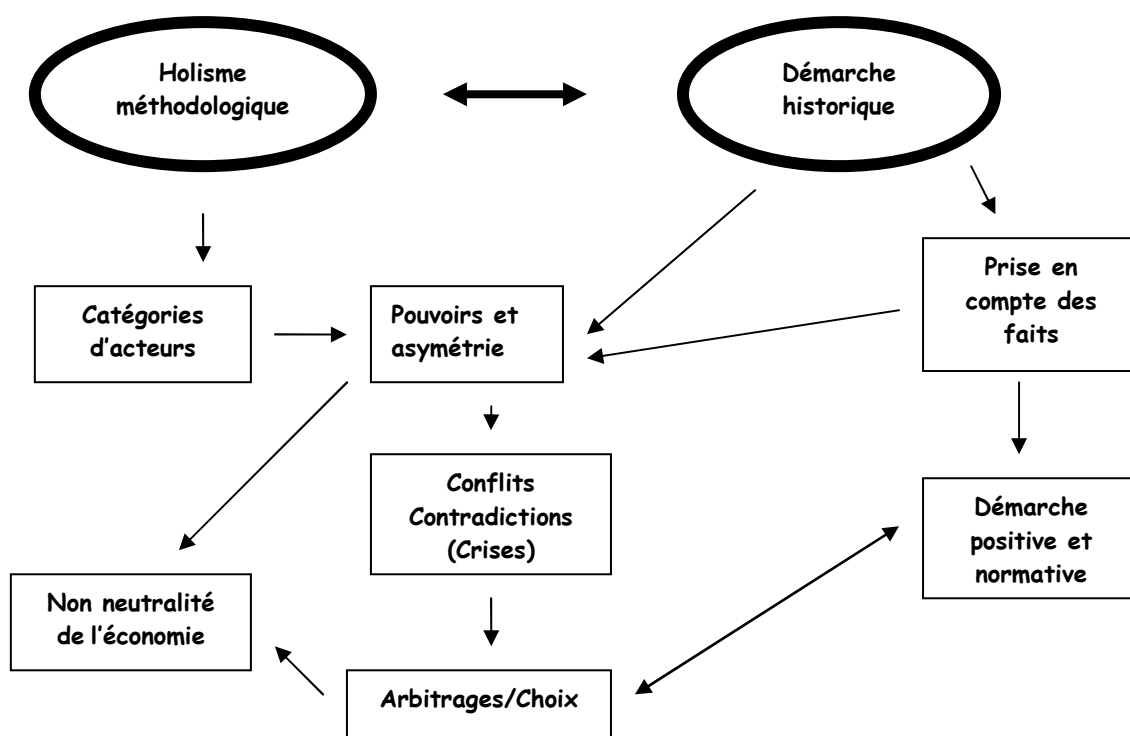 Holisme
méthodologique
Démarche
historique
Catégories
d'acteurs
Pouvoirs et
asymétrie
Prise en
compte des
faits
Conflits
Contradictions
(Crises)
Démarche
positive et
normative
Non neutralité
de l'économie
Arbitrages/Choix